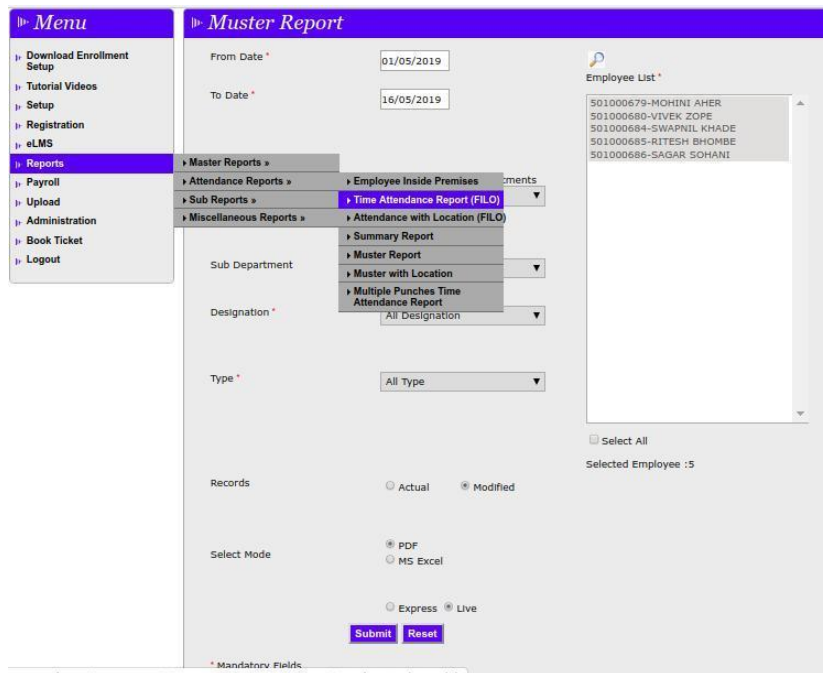 Menu
Download Enrollment
Setup
Tutorial Videos
Setup
Registration
eLMS
Reports
Payroll
Upload
Administration
Book Ticket
Logout
Muster Report
From Date *
01/05/2019
To Date *
16/05/2019
Employee List *
501000679-MOHINI AHER
501000680-VIVEK ZOPE
501000684-SWAPNIL KHADE
501000685-RITESH BHOMBE
501000686-SAGAR SOHANI
Master Reports »
Attendance Reports »
Sub Reports »
Miscellaneous Reports »
Employee Inside Premises
Time Attendance Report (FILO)
Attendance with Location (FILO)
Summary Report
Muster Report
Muster with Location
Multiple Punches Time
Attendance Report
Sub Department
Designation *
All Designation
Type *
All Type
Select All
Selected Employee :5
Records
Actual
Modified
Select Mode
PDF
MS Excel
Express
Live
Submit
Reset
* Mandatory Fields